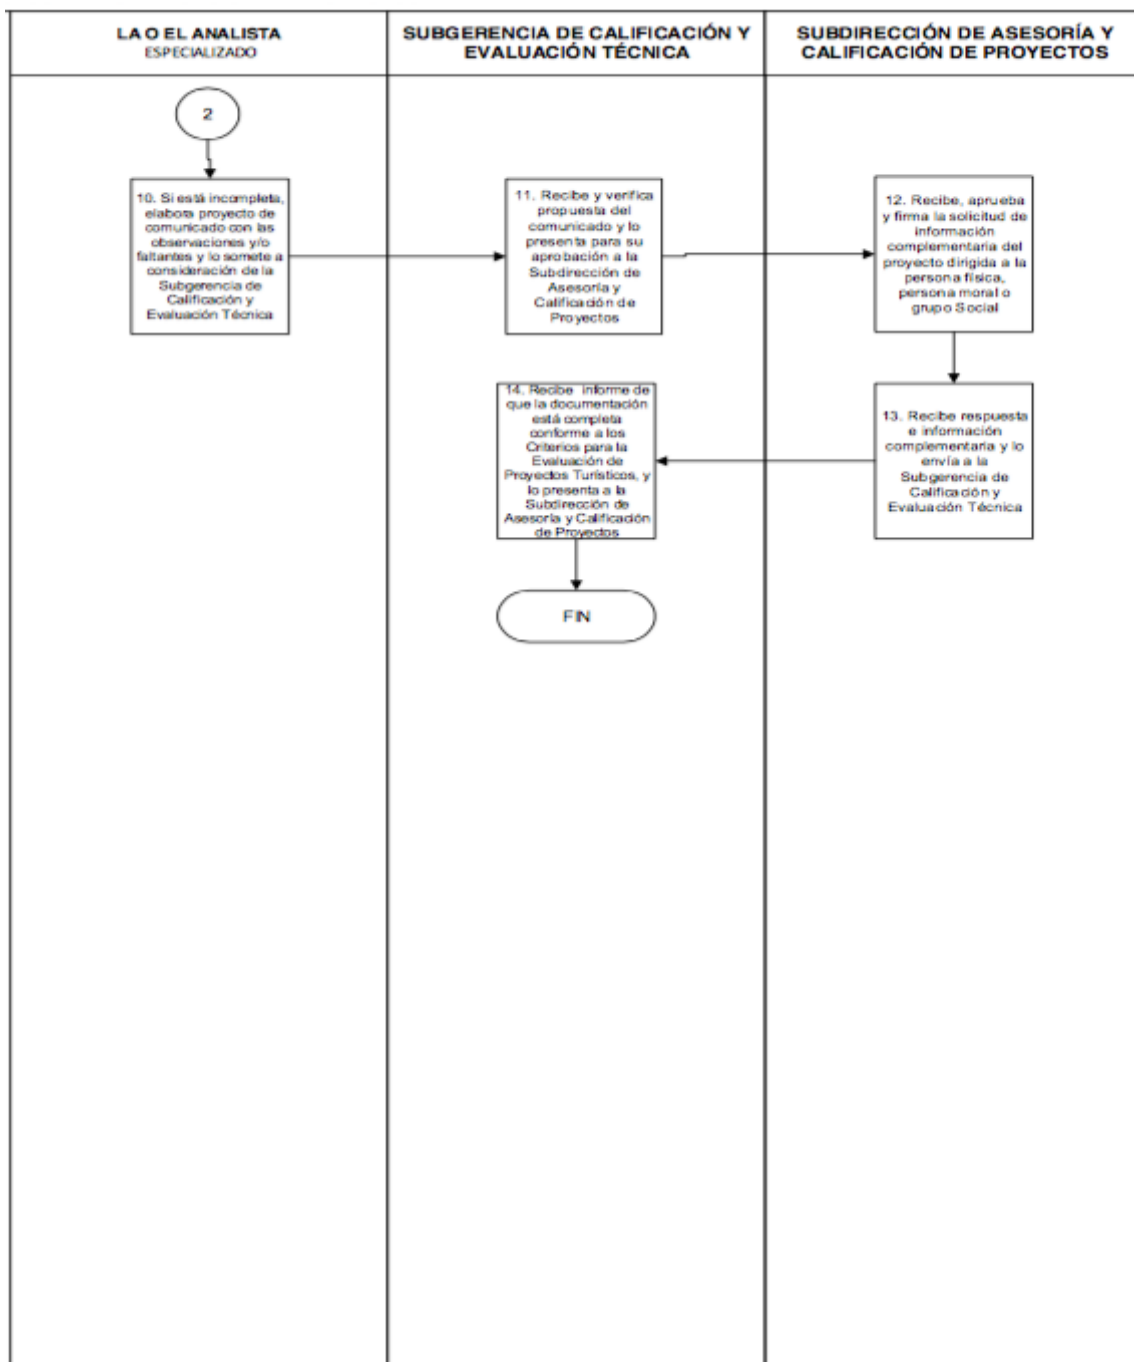 LA O EL ANALISTA
ESPECIALIZADO
SUBGERENCIA DE CALIFICACIÓN Y
EVALUACIÓN TÉCNICA
SUBDIRECCIÓN DE ASESORÍA Y
CALIFICACIÓN DE PROYECTOS
2
10. Si está incompleta,
elabora proyecto de
comunicado con las
observaciones y/o
faltantes y lo somete a
consideración de la
Subgerencia de
Calificación y
Evaluación Técnica
11. Recibe y verifica
propuesta del
comunicado y lo
presenta para su
aprobación a la
Subdirección de
Asesoría y
Calificación de
Proyectos
12. Recibe, aprueba
y firma la solicitud de
información
complementaria del
proyecto dirigida a la
persona física,
persona moral o
grupo Social
13. Recibe respuesta
e información
complementaria y lo
envía a la
Subgerencia de
Calificación y
Evaluación Técnica
14. Recibe informe de
que la documentación
está completa
conforme a los
Criterios para la
Evaluación de
Proyectos Turísticos, y
lo presenta a la
Subdirección de
Asesoría y Calificación
de Proyectos
FIN